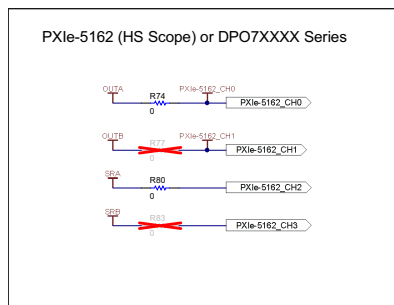 PXIe-5162 (HS Scope) or DPO7XXXX Series
OUTA
R74
0
PXIe-5162_CH0
PXIe-5162_CH0
OUTB
R77
0
PXIe-5162_CH1
PXIe-5162_CH1
SRA
R80
0
PXIe-5162_CH2
SRB
R83
0
PXIe-5162_CH3